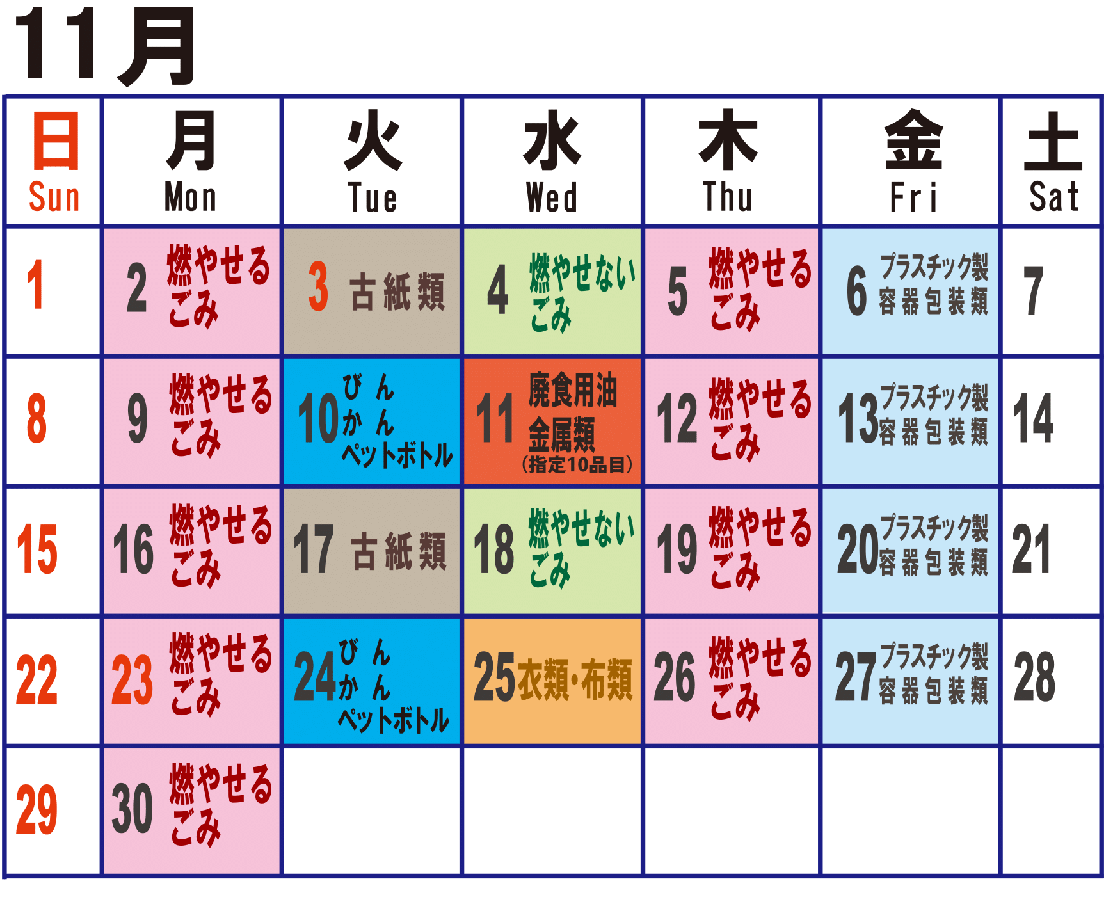 11月
日 月 火 水 木 金 土
Sun Mon Tue Wed Thu Fri Sat
1
2 燃やせる
ごみ
3 古紙類
4 燃やせない
ごみ
5 燃やせる
ごみ
6 プラスチック製
容器包装類
7
8
9 燃やせる
ごみ
10 びん
かん
ペットボトル
11 廃食用油
金属類
(指定10品目)
12 燃やせる
ごみ
13 プラスチック製
容器包装類
14
15
16 燃やせる
ごみ
17 古紙類
18 燃やせない
ごみ
19 燃やせる
ごみ
20 プラスチック製
容器包装類
21
22
23 燃やせる
ごみ
24 びん
かん
ペットボトル
25 衣類・布類
26 燃やせる
ごみ
27 プラスチック製
容器包装類
28
29
30 燃やせる
ごみ